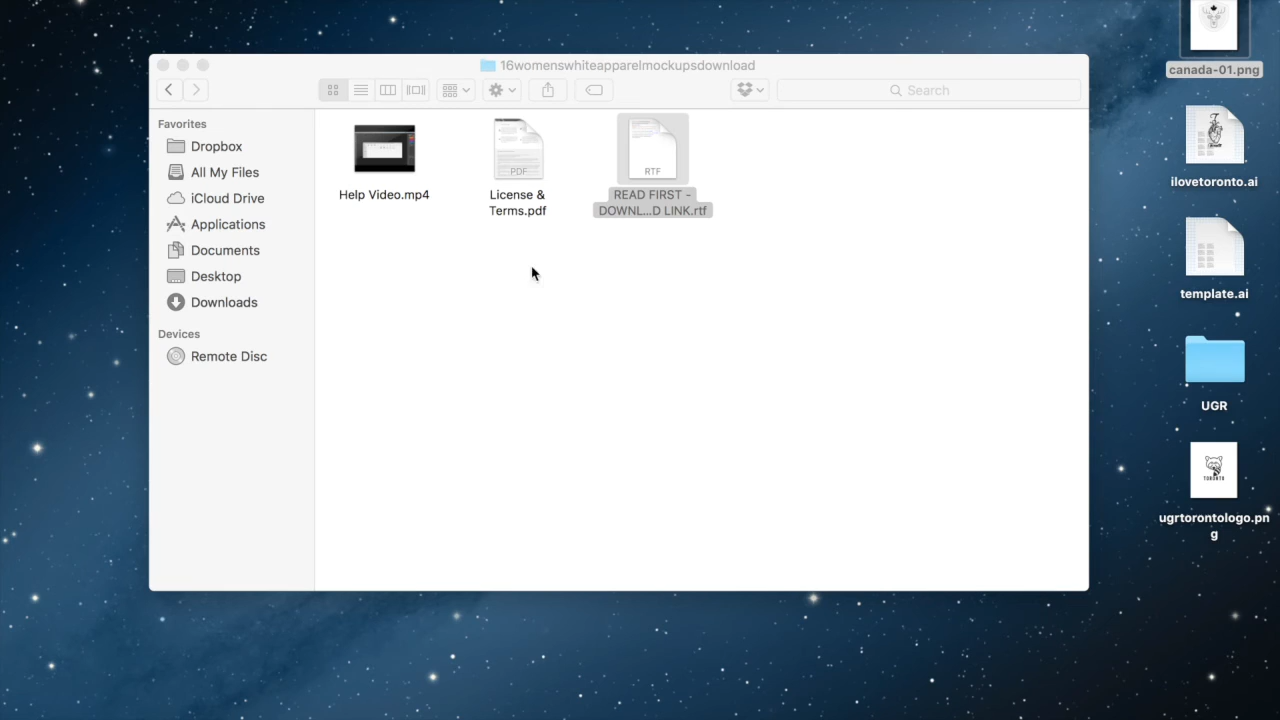 16womenswhiteapparelmockupsdownload
Search
Favorites
Dropbox
All My Files
iCloud Drive
Applications
Documents
Desktop
Downloads
Devices
Remote Disc
Help Video.mp4
PDF
License &
Terms.pdf
RTF
READ FIRST -
DOWNL...D LINK.rtf
canada-01.png
ilovetoronto.ai
template.ai
UGR
TORONTO
ugrtorontologo.pn
g